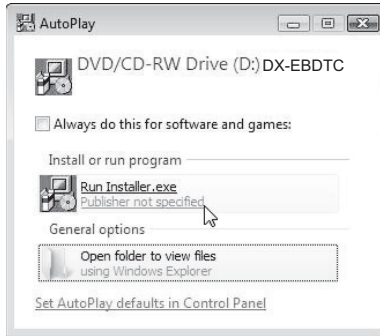 AutoPlay
DVD/CD-RW Drive (D:) DX-EBDTC
Always do this for software and games:
Install or run program
Run Installer.exe
Publisher not specified
General options
Open folder to view files
using Windows Explorer
Set AutoPlay defaults in Control Panel